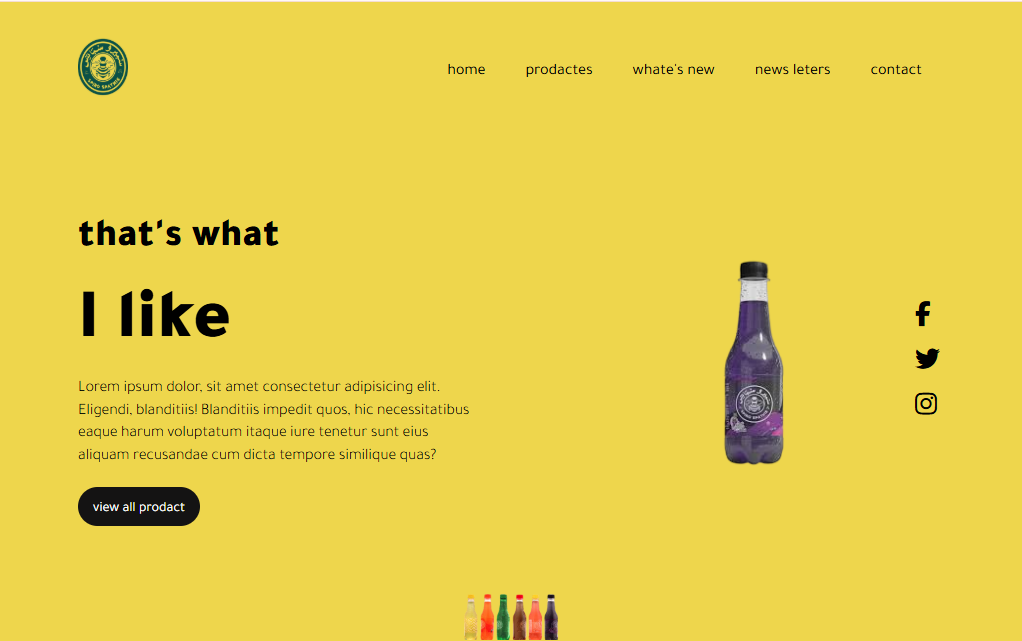 home
prodactes
whate's new
news leters
contact
that's what
I like
Lorem ipsum dolor, sit amet consectetur adipisicing elit.
Eligendi, blanditiis! Blanditiis impedit quos, hic necessitatibus
eaque harum voluptatum itaque iure tenetur sunt eius
aliquam recusandae cum dicta tempore similique quas?
view all prodact